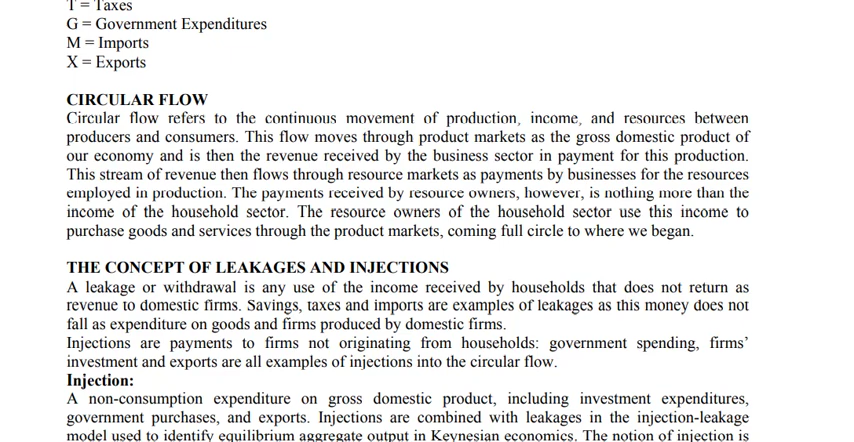 T = Taxes
G = Government Expenditures
M = Imports
X = Exports
CIRCULAR FLOW
Circular flow refers to the continuous movement of production, income, and resources between
producers and consumers. This flow moves through product markets as the gross domestic product of
our economy and is then the revenue received by the business sector in payment for this production.
This stream of revenue then flows through resource markets as payments by businesses for the resources
employed in production. The payments received by resource owners, however, is nothing more than the
income of the household sector. The resource owners of the household sector use this income to
purchase goods and services through the product markets, coming full circle to where we began.
THE CONCEPT OF LEAKAGES AND INJECTIONS
A leakage or withdrawal is any use of the income received by households that does not return as
revenue to domestic firms. Savings, taxes and imports are examples of leakages as this money does not
fall as expenditure on goods and firms produced by domestic firms.
Injections are payments to firms not originating from households: government spending, firms’
investment and exports are all examples of injections into the circular flow.
Injection:
A non-consumption expenditure on gross domestic product, including investment expenditures,
government purchases, and exports. Injections are combined with leakages in the injection-leakage
model used to identify equilibrium aggregate output in Keynesian economics. The notion of injection is